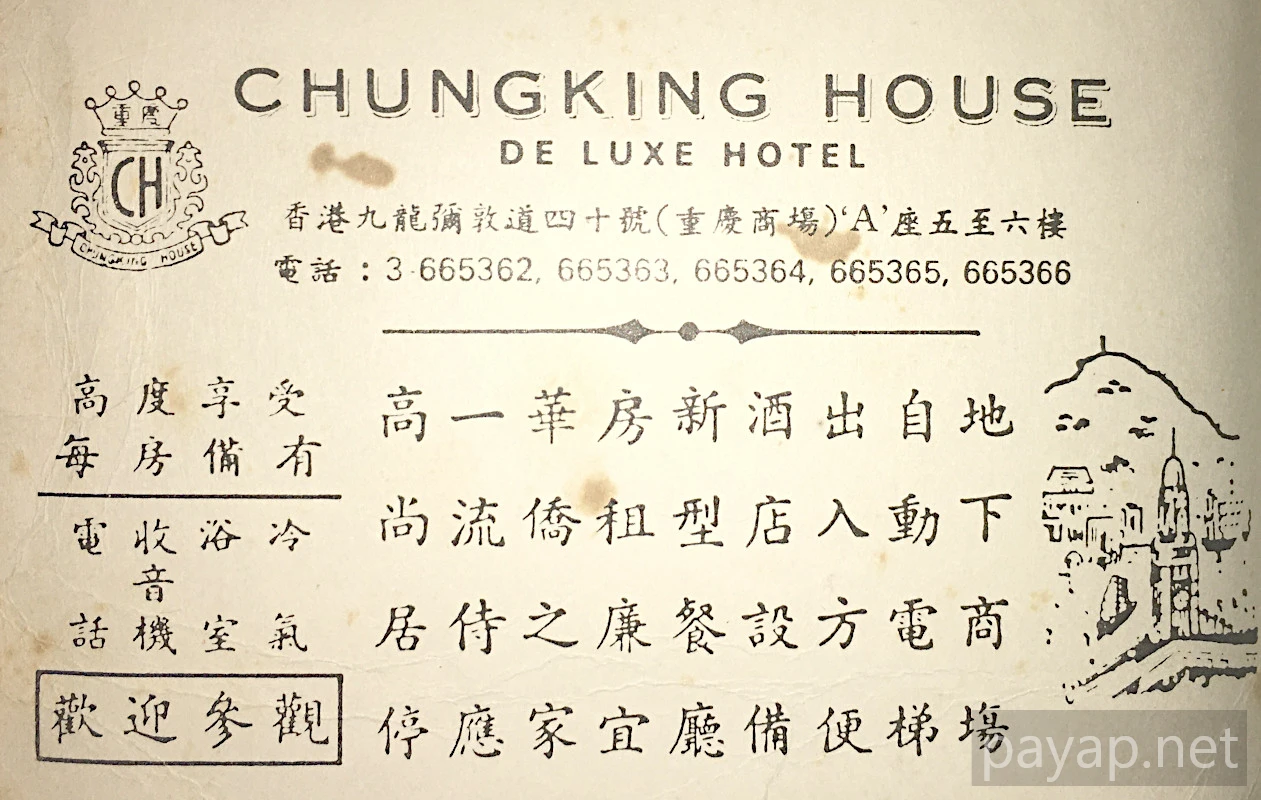 重慶
CH
CHUNGKING HOUSE
CHUNGKING HOUSE
DE LUXE HOTEL
香港九龍彌敦道四十號(重慶商塲)‘A’座五至六樓
電話：3-665362, 665363, 665364, 665365, 665366
地下商塲
自動電梯
出入方便
酒店設備
新型餐廳
房租廉宜
華僑之家
一流侍應
高尚居停
高度享受
每房備有
冷氣
浴室
收音機
電話
歡迎參觀
payap.net